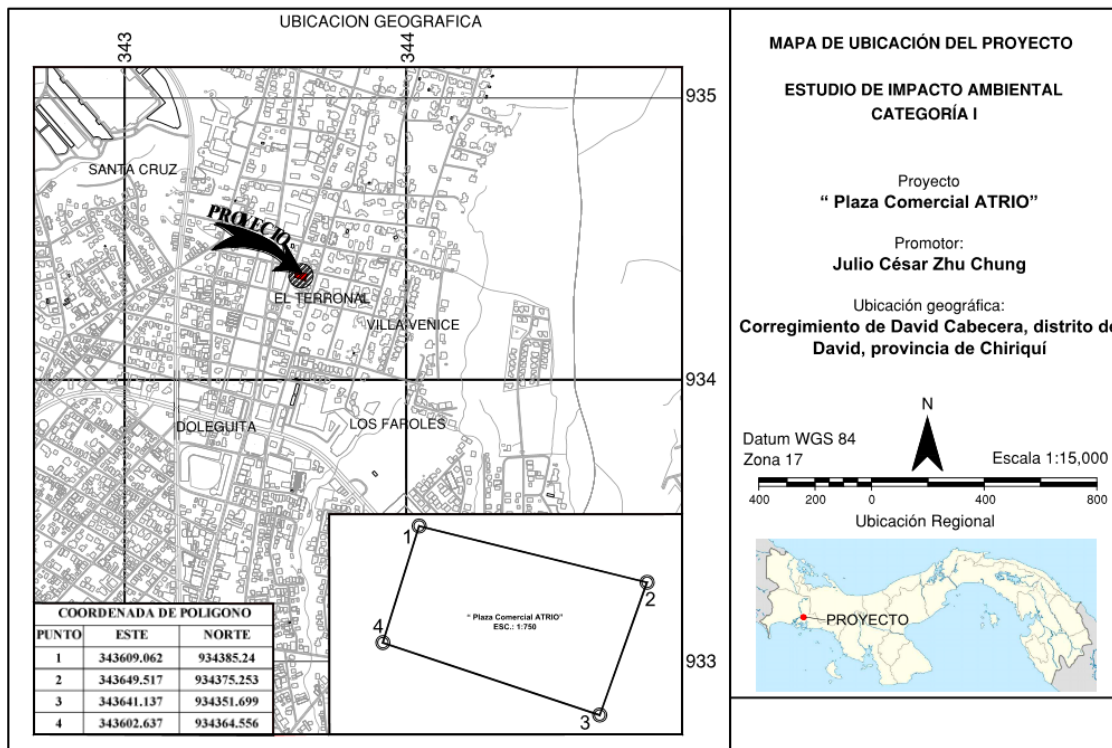 UBICACION GEOGRAFICA
343
344
935
SANTA CRUZ
PROYECTO
EL TERRONAL
VILLA VENICE
934
DOLEGUITA
LOS FAROLES
933
1
2
3
4
“ Plaza Comercial ATRIO”
ESC.: 1:750
COORDENADA DE POLIGONO
PUNTO ESTE NORTE
1 343609.062 934385.24
2 343649.517 934375.253
3 343641.137 934351.699
4 343602.637 934364.556
MAPA DE UBICACIÓN DEL PROYECTO
ESTUDIO DE IMPACTO AMBIENTAL
CATEGORÍA I
Proyecto
“ Plaza Comercial ATRIO”
Promotor:
Julio César Zhu Chung
Ubicación geográfica:
Corregimiento de David Cabecera, distrito de
David, provincia de Chiriquí
N
Datum WGS 84
Zona 17
Escala 1:15,000
400 200 0 400 800
Ubicación Regional
PROYECTO